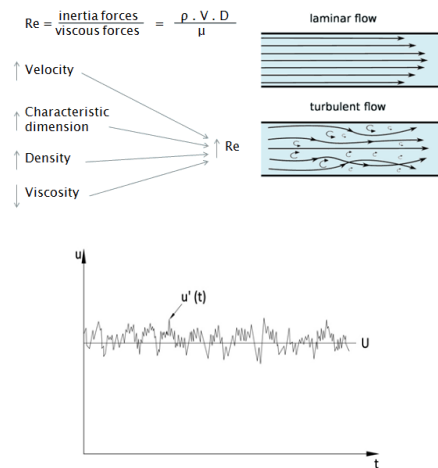 Re = inertia forces / viscous forces = ρ . V . D / μ
↑ Velocity
↑ Characteristic
dimension
↑ Density
↓ Viscosity
↑ Re
laminar flow
turbulent flow
u
u' (t)
U
t